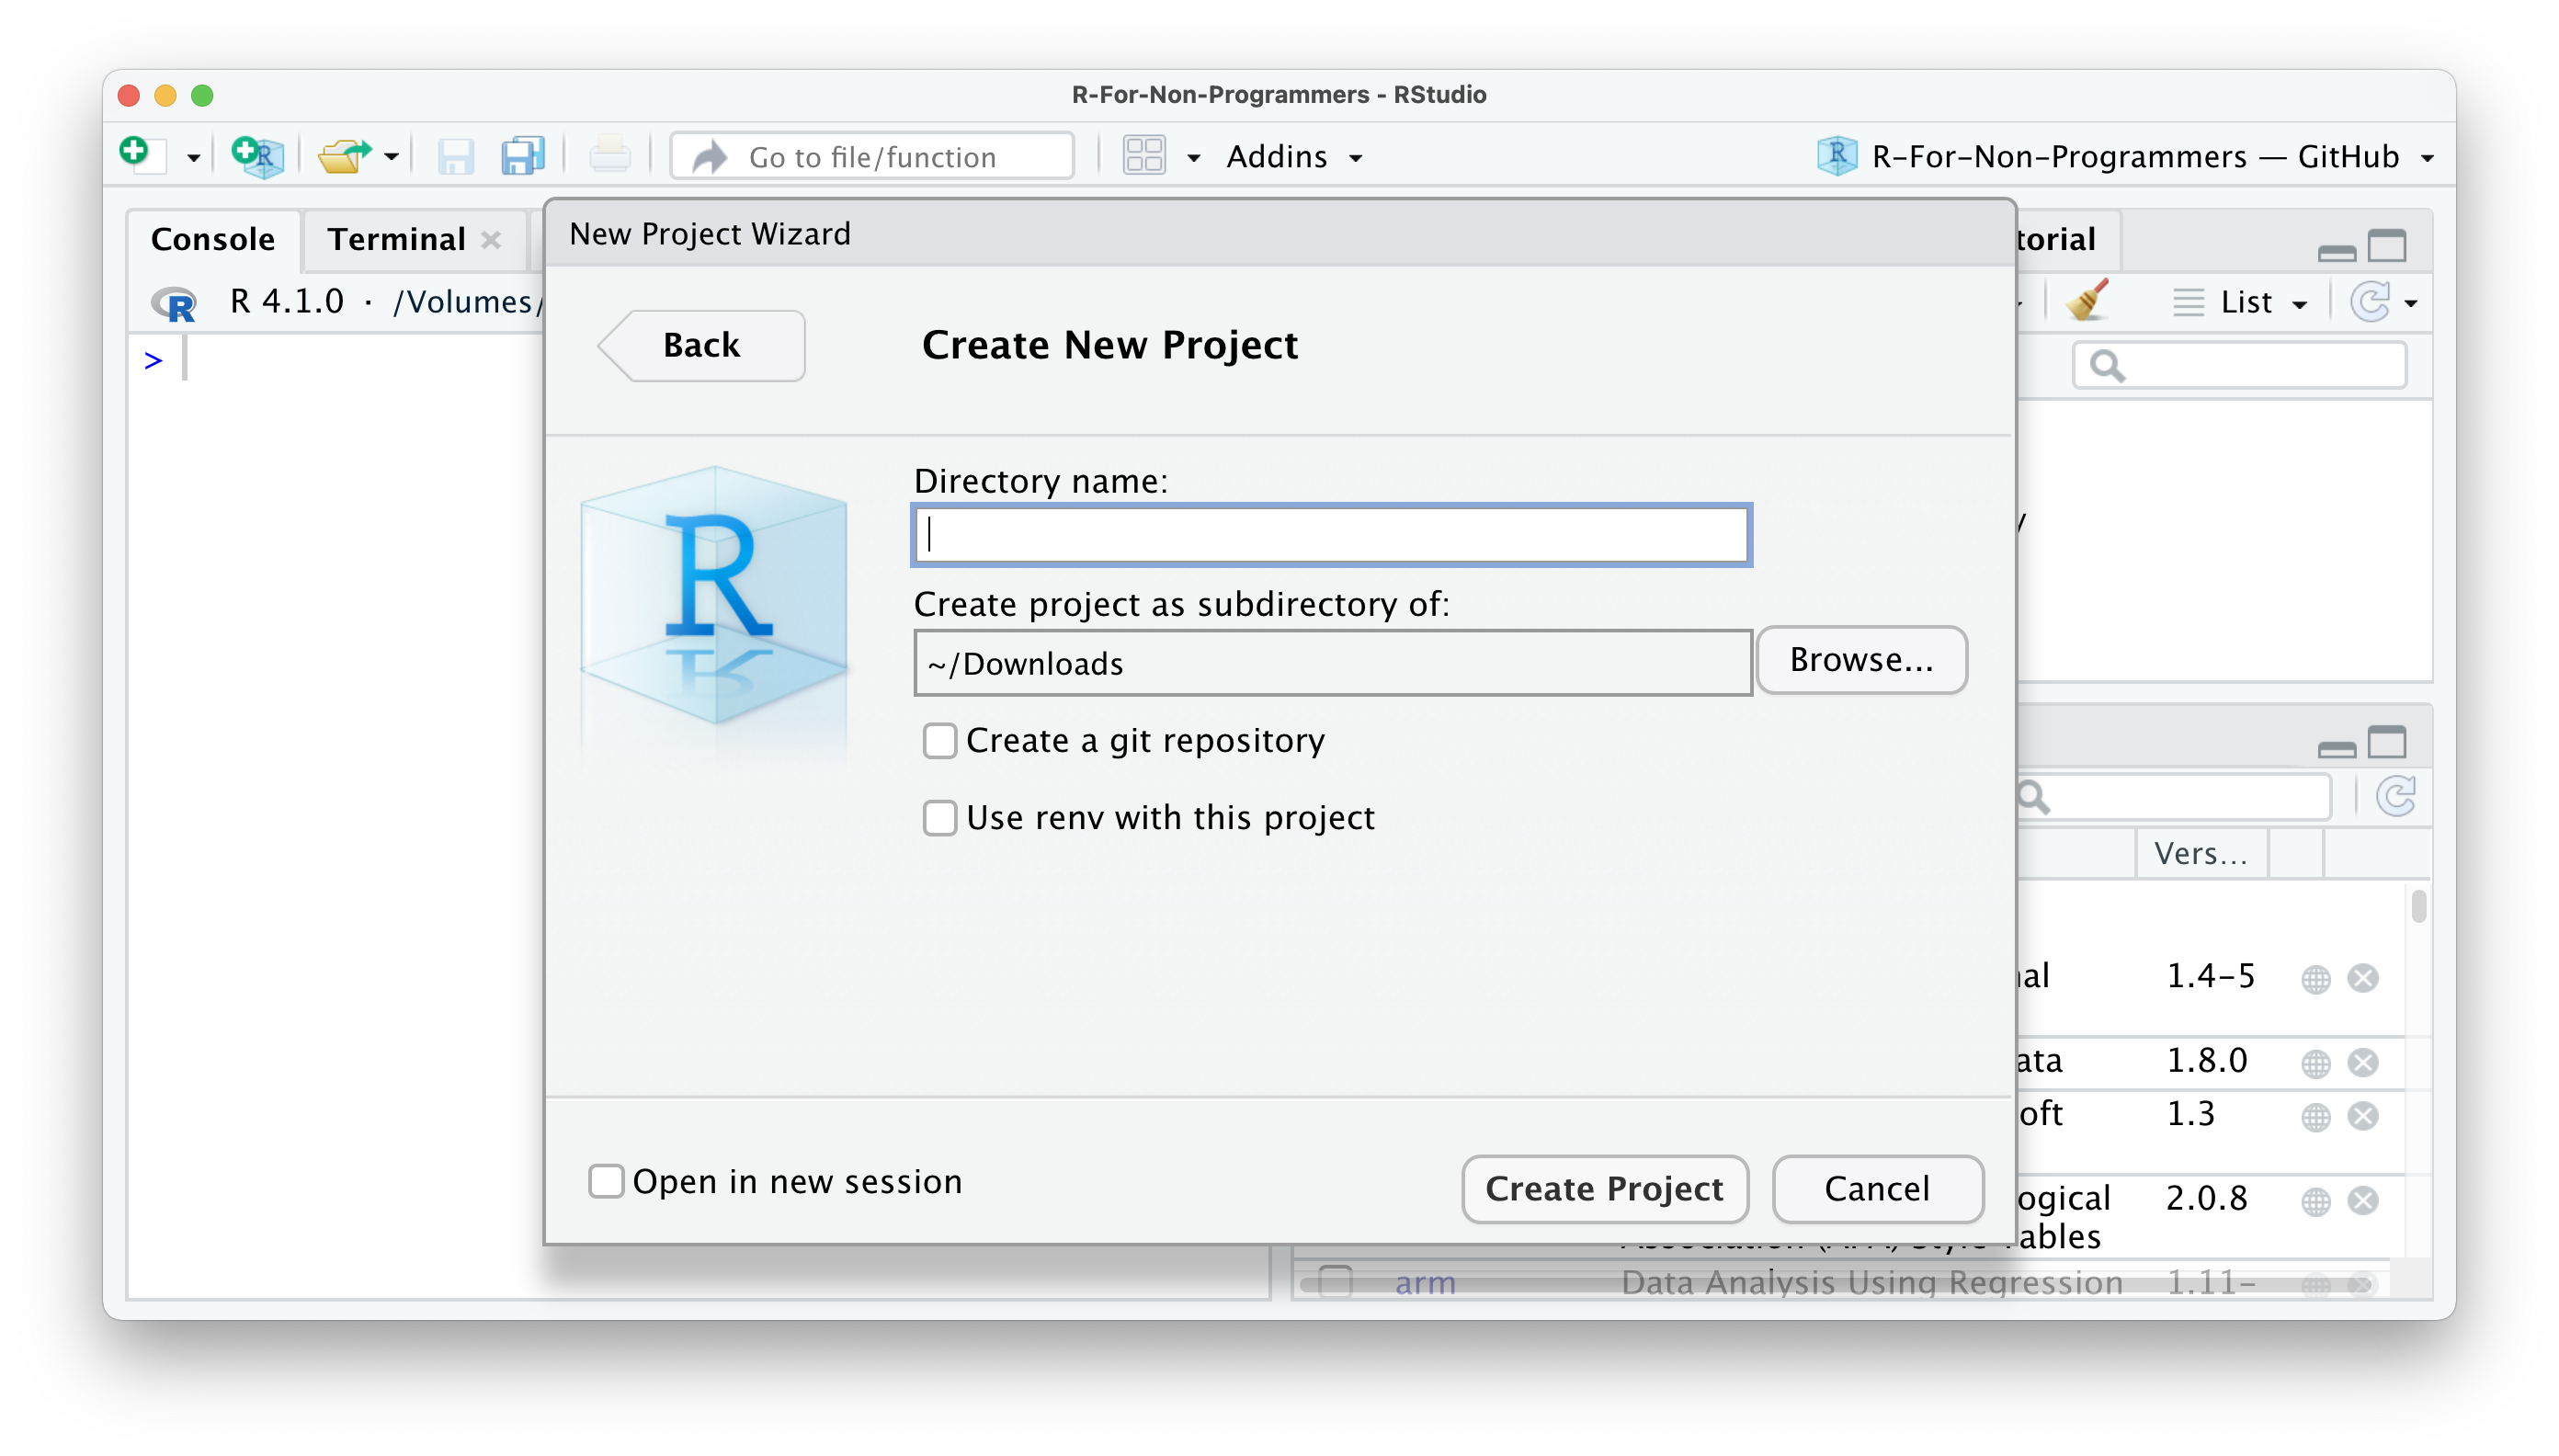 R-For-Non-Programmers - RStudio
Go to file/function
Addins
R-For-Non-Programmers — GitHub
Console
Terminal
torial
R 4.1.0 · /Volumes/
List
>
New Project Wizard
Back
Create New Project
Directory name:
Create project as subdirectory of:
~/Downloads
Browse...
Create a git repository
Use renv with this project
Open in new session
Create Project
Cancel
Vers...
al 1.4-5
ata 1.8.0
oft 1.3
ogical 2.0.8
ables
arm Data Analysis Using Regression 1.11-